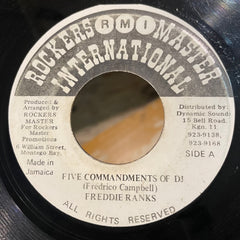 ROCKERS MASTER
RMI
INTERNATIONAL
Produced &
Arranged by
ROCKERS
MASTER
For Rockers
Master
Promotions
6 William Street,
Montego Bay.
Made in
Jamaica
Distributed by:
Dynamic Sounds
15 Bell Road.
Kgn. 11
923-9138
923-9168
SIDE A
FIVE COMMANDMENTS OF DJ
(Fredrico Campbell)
FREDDIE RANKS
ALL RIGHTS RESERVED